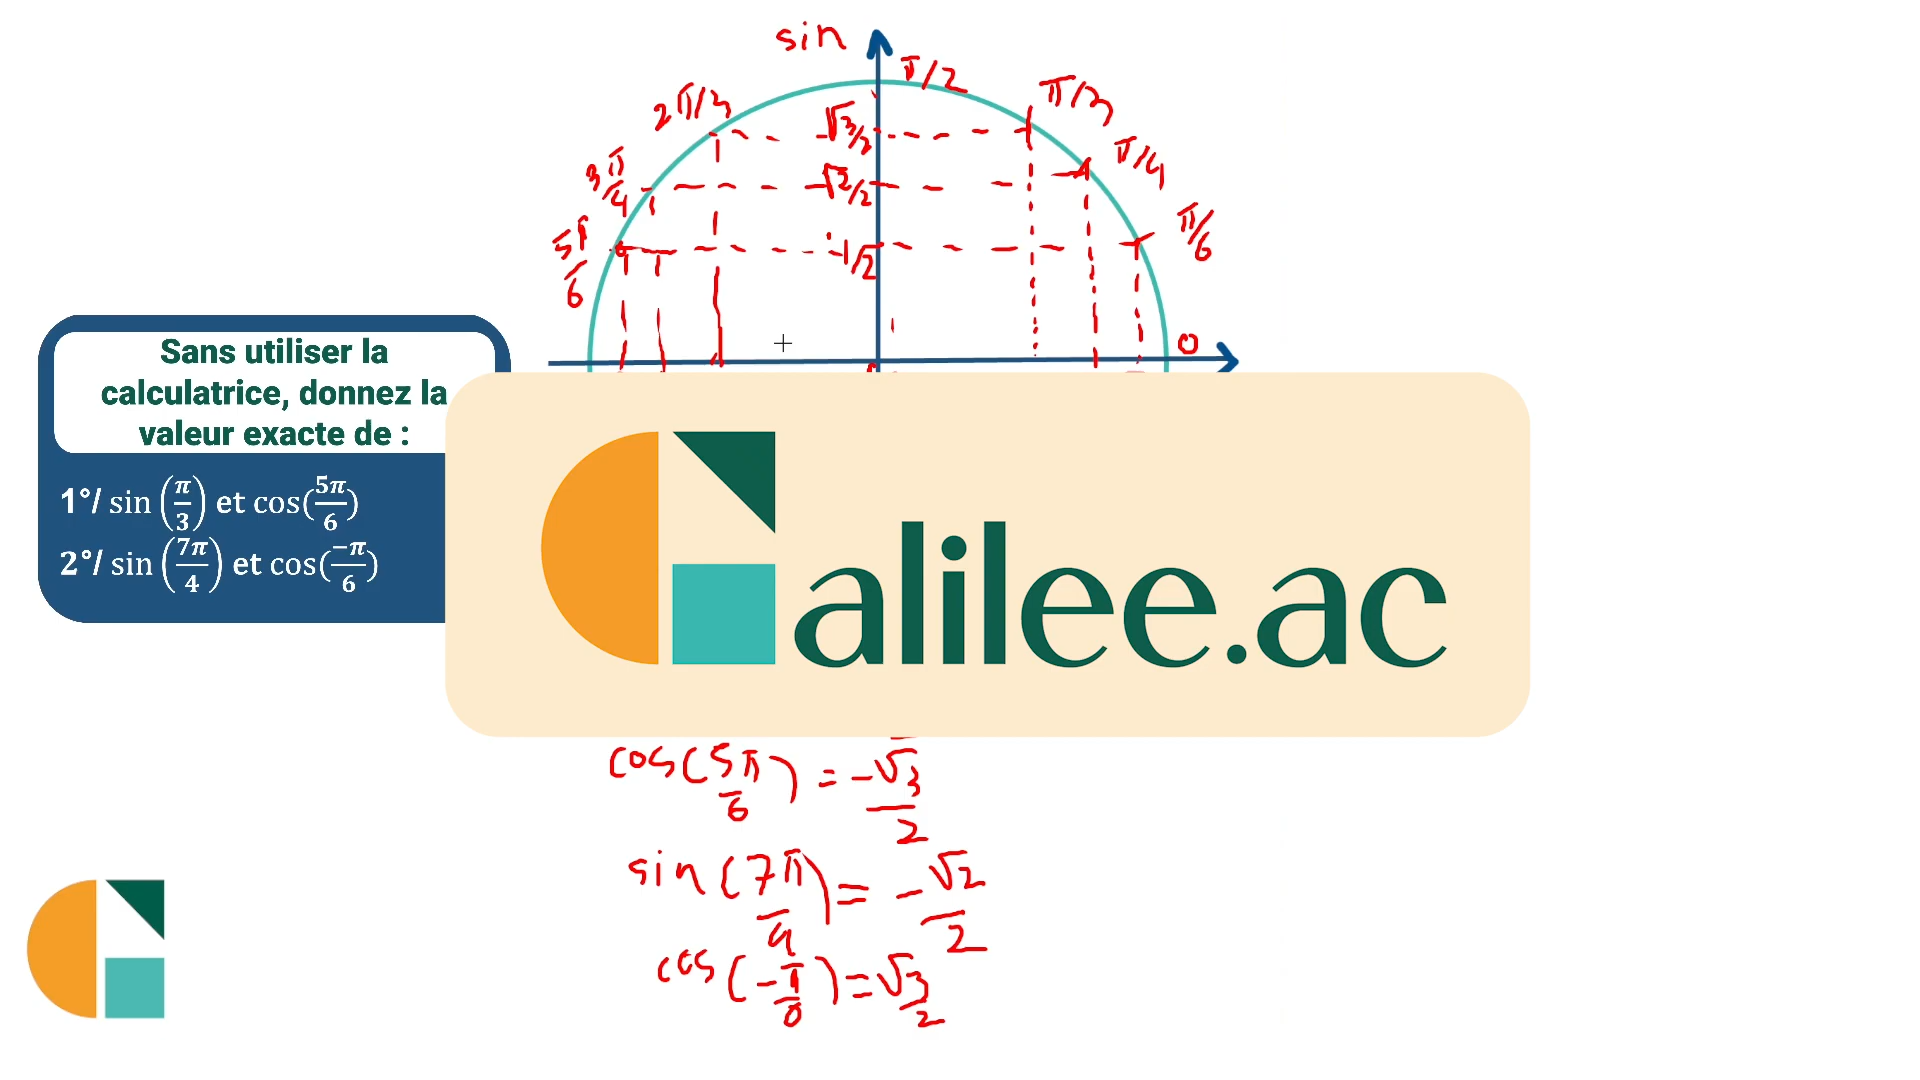 sin
π/2
π/3
2π/3
√3/2
π/4
3π/4
√2/2
π/6
5π/6
1/2
0
Sans utiliser la
calculatrice, donnez la
valeur exacte de :
1°/ sin (π/3) et cos(5π/6)
2°/ sin (7π/4) et cos(-π/6)
Galilee.ac
cos(5π/6) = -√3/2
sin(7π/4) = -√2/2
cos(-π/6) = √3/2